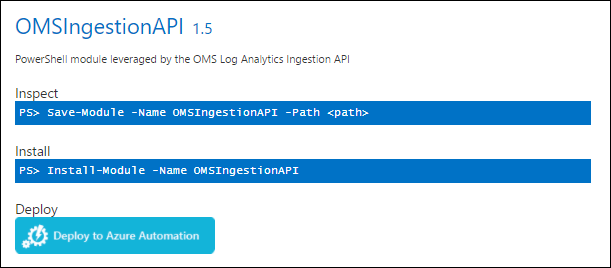 OMSIngestionAPI 1.5
PowerShell module leveraged by the OMS Log Analytics Ingestion API
Inspect
PS> Save-Module -Name OMSIngestionAPI -Path <path>
Install
PS> Install-Module -Name OMSIngestionAPI
Deploy
Deploy to Azure Automation